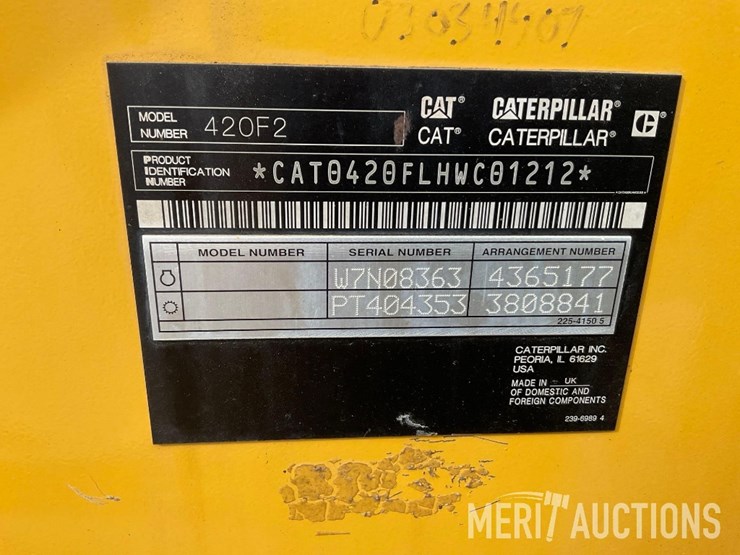 MODEL NUMBER 420F2
CAT® CATERPILLAR®
CAT® CATERPILLAR®
PRODUCT IDENTIFICATION NUMBER *CAT0420FLHWC01212*
MODEL NUMBER SERIAL NUMBER ARRANGEMENT NUMBER
W7N08363 4365177
PT404353 3808841
225-4150 5
CATERPILLAR INC.
PEORIA, IL 61629
USA
MADE IN UK
OF DOMESTIC AND
FOREIGN COMPONENTS
239-6989 4
MERIT AUCTIONS